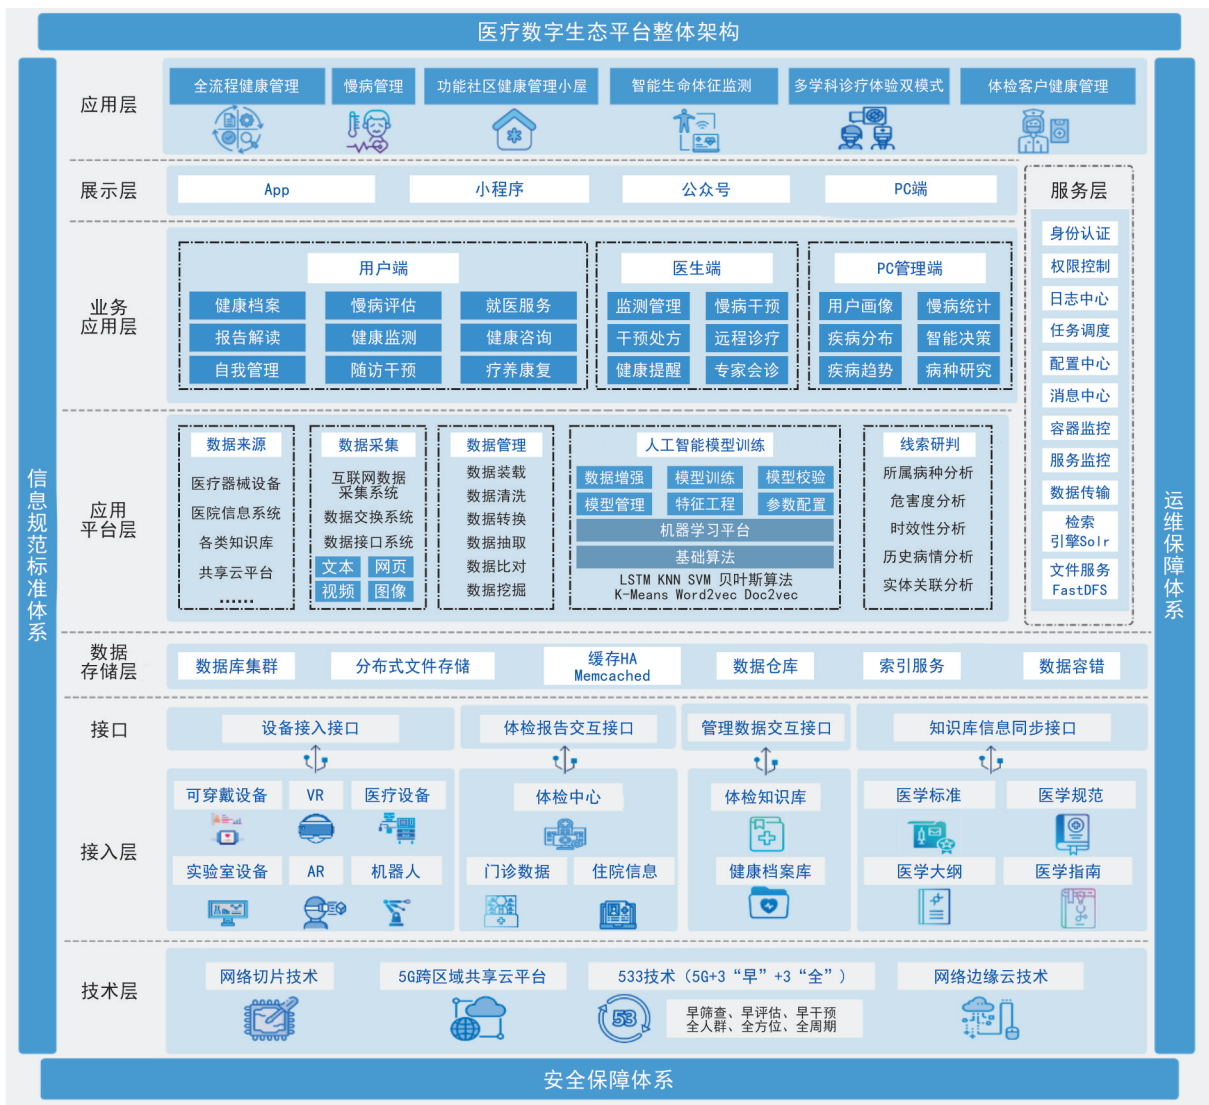 医疗数字生态平台整体架构
信息规范标准体系
运维保障体系
应用层
全流程健康管理
慢病管理
功能社区健康管理小屋
智能生命体征监测
多学科诊疗体验双模式
体检客户健康管理
展示层
App
小程序
公众号
PC端
服务层
身份认证
权限控制
日志中心
任务调度
配置中心
消息中心
容器监控
服务监控
数据传输
检索
引擎Solr
文件服务
FastDFS
业务
应用层
用户端
健康档案
慢病评估
就医服务
报告解读
健康监测
健康咨询
自我管理
随访干预
疗养康复
医生端
监测管理
慢病干预
干预处方
远程诊疗
健康提醒
专家会诊
PC管理端
用户画像
慢病统计
疾病分布
智能决策
疾病趋势
病种研究
应用
平台层
数据来源
医疗器械设备
医院信息系统
各类知识库
共享云平台
……
数据采集
互联网数据
采集系统
数据交换系统
数据接口系统
文本
网页
视频
图像
数据管理
数据装载
数据清洗
数据转换
数据抽取
数据比对
数据挖掘
人工智能模型训练
数据增强
模型训练
模型校验
模型管理
特征工程
参数配置
机器学习平台
基础算法
LSTM KNN SVM 贝叶斯算法
K-Means Word2vec Doc2vec
线索研判
所属病种分析
危害度分析
时效性分析
历史病情分析
实体关联分析
数据
存储层
数据库集群
分布式文件存储
缓存HA
Memcached
数据仓库
索引服务
数据容错
接口
设备接入接口
体检报告交互接口
管理数据交互接口
知识库信息同步接口
接入层
可穿戴设备
VR
医疗设备
实验室设备
AR
机器人
体检中心
门诊数据
住院信息
体检知识库
健康档案库
医学标准
医学规范
医学大纲
医学指南
技术层
网络切片技术
5G跨区域共享云平台
533技术（5G+3“早”+3“全”）
网络边缘云技术
53
早筛查、早评估、早干预
全人群、全方位、全周期
安全保障体系